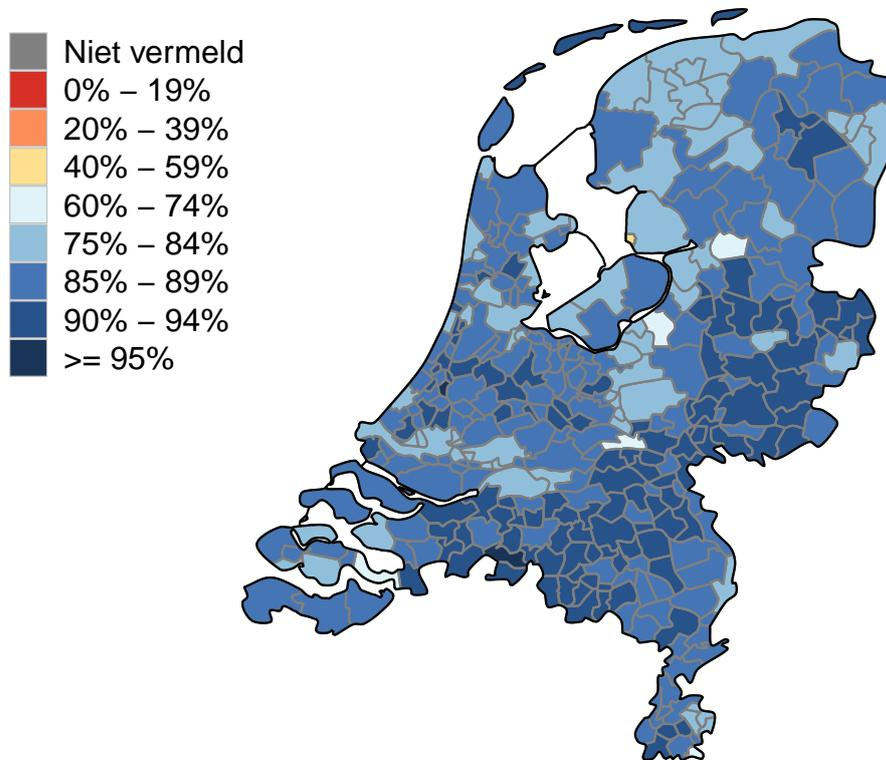 Niet vermeld
0% – 19%
20% – 39%
40% – 59%
60% – 74%
75% – 84%
85% – 89%
90% – 94%
>= 95%